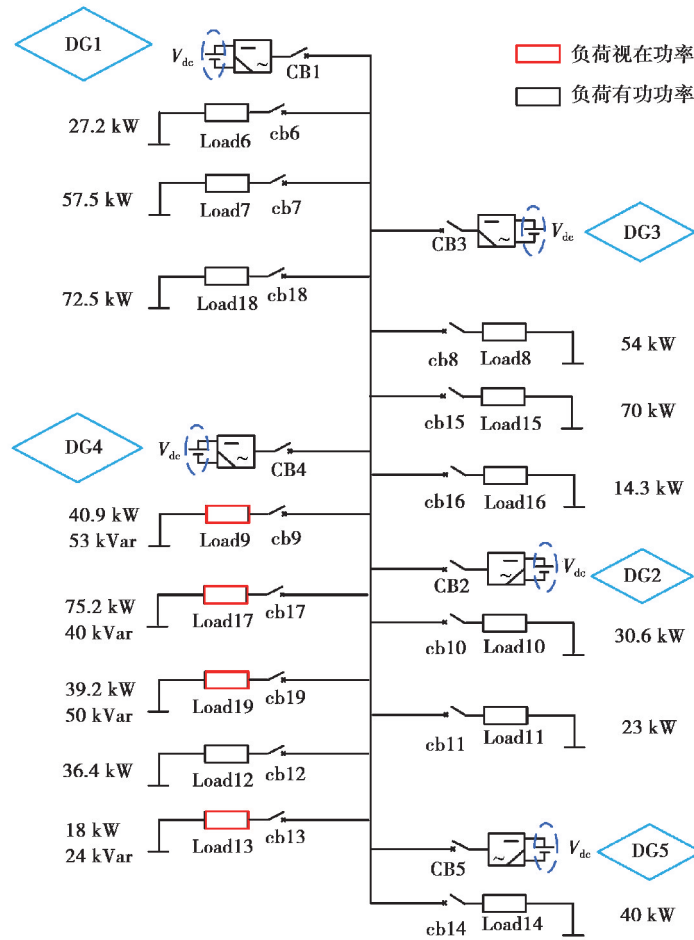 DG1
V_dc
CB1
负荷视在功率
负荷有功功率
27.2 kW
Load6
cb6
57.5 kW
Load7
cb7
CB3
V_dc
DG3
72.5 kW
Load18
cb18
cb8
Load8
54 kW
cb15
Load15
70 kW
DG4
V_dc
CB4
cb16
Load16
14.3 kW
40.9 kW
53 kVar
Load9
cb9
CB2
V_dc
DG2
75.2 kW
40 kVar
Load17
cb17
cb10
Load10
30.6 kW
39.2 kW
50 kVar
Load19
cb19
cb11
Load11
23 kW
36.4 kW
Load12
cb12
18 kW
24 kVar
Load13
cb13
CB5
V_dc
DG5
cb14
Load14
40 kW